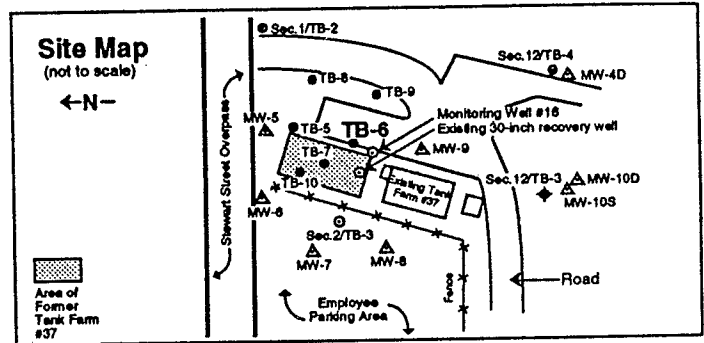 Site Map
(not to scale)
←N–
Stewart Street Overpass
Area of
Former
Tank Farm
#37
Sec.1/TB-2
TB-8
TB-9
MW-5
TB-5
TB-6
TB-7
TB-10
MW-6
Sec.2/TB-3
MW-7
MW-8
Employee
Parking Area
Sec.12/TB-4
MW-4D
Monitoring Well #16
Existing 30-inch recovery well
MW-9
Existing Tank
Farm #37
Sec.12/TB-3
MW-10D
MW-10S
Fence
Road